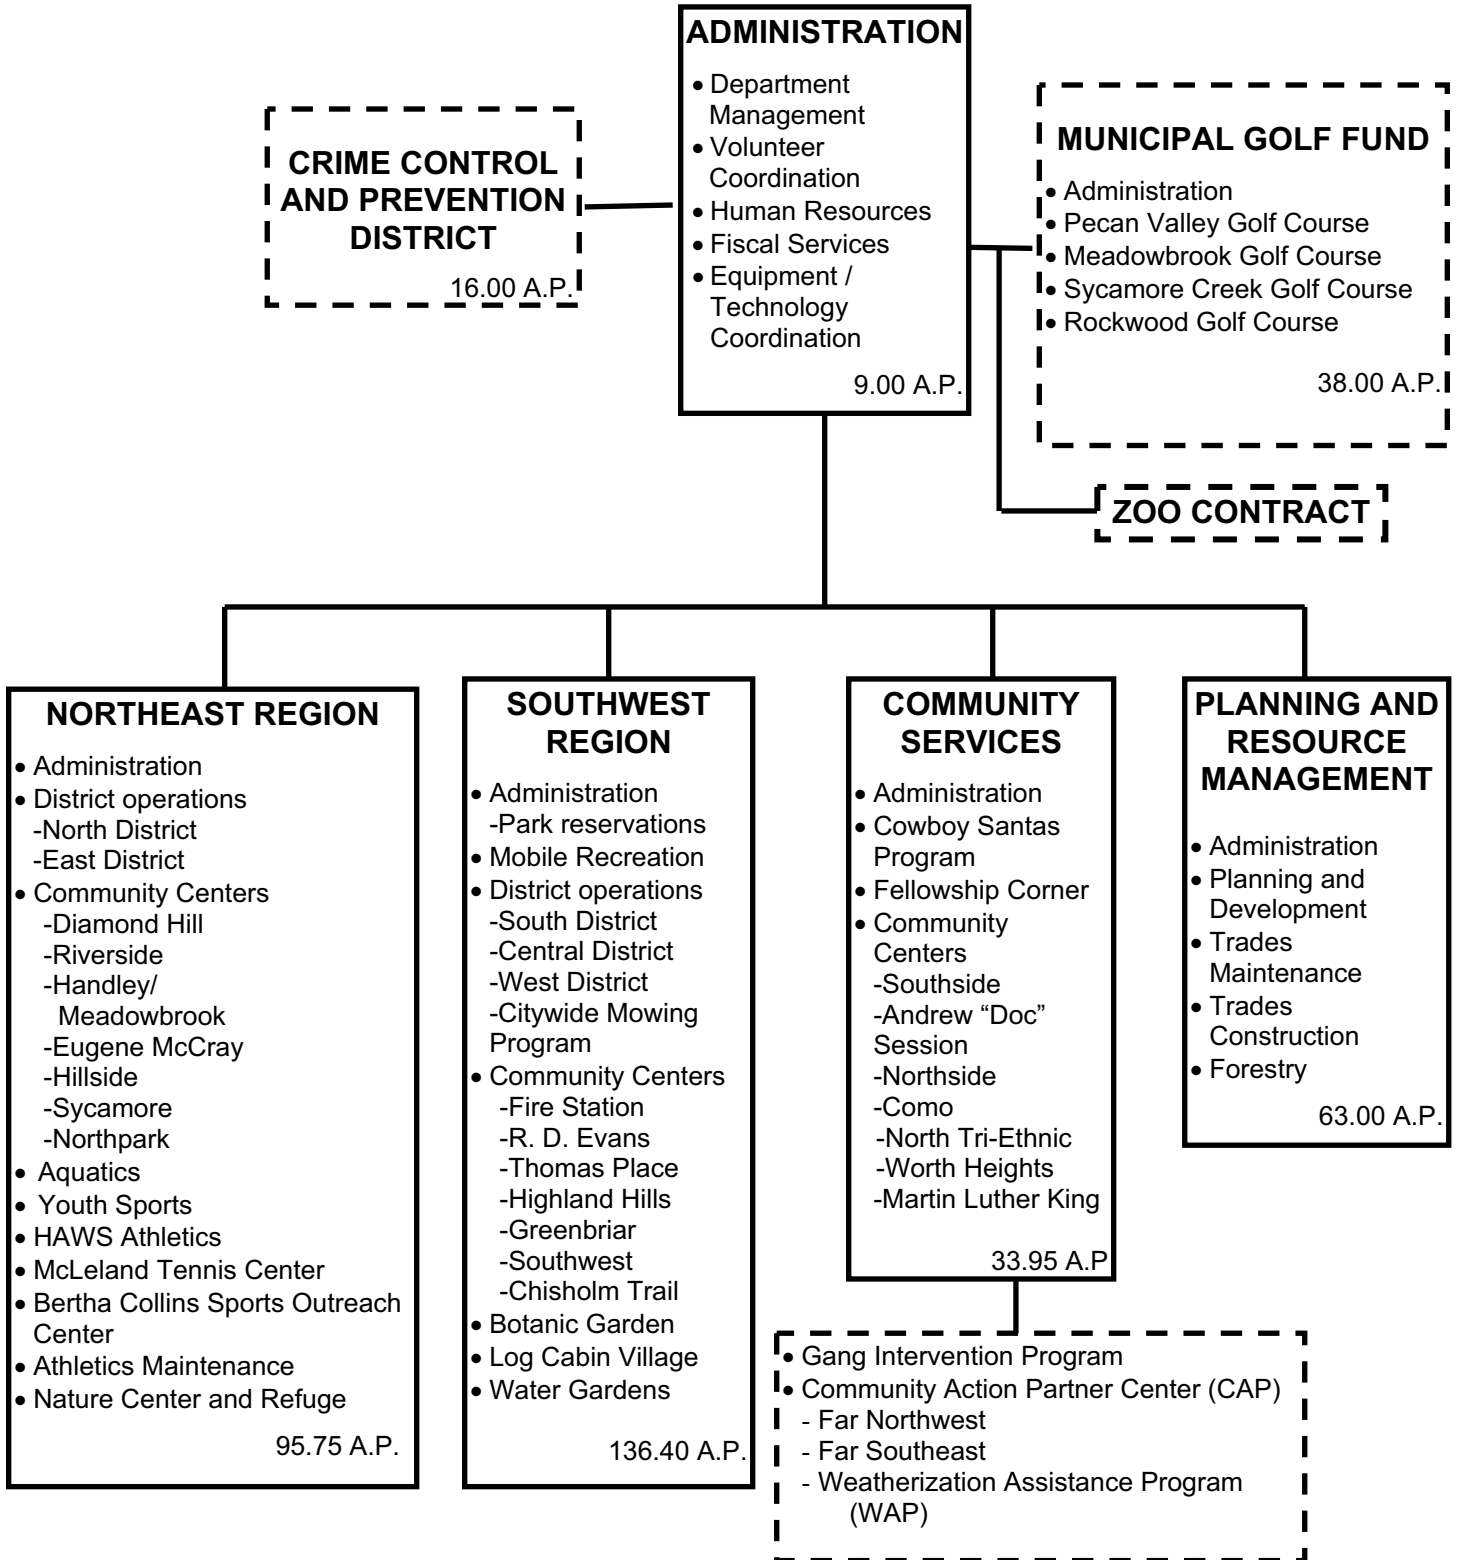 ADMINISTRATION
• Department
Management
• Volunteer
Coordination
• Human Resources
• Fiscal Services
• Equipment /
Technology
Coordination
9.00 A.P.
CRIME CONTROL
AND PREVENTION
DISTRICT
16.00 A.P.
MUNICIPAL GOLF FUND
• Administration
• Pecan Valley Golf Course
• Meadowbrook Golf Course
• Sycamore Creek Golf Course
• Rockwood Golf Course
38.00 A.P.
ZOO CONTRACT
NORTHEAST REGION
• Administration
• District operations
-North District
-East District
• Community Centers
-Diamond Hill
-Riverside
-Handley/
Meadowbrook
-Eugene McCray
-Hillside
-Sycamore
-Northpark
• Aquatics
• Youth Sports
• HAWS Athletics
• McLeland Tennis Center
• Bertha Collins Sports Outreach
Center
• Athletics Maintenance
• Nature Center and Refuge
95.75 A.P.
SOUTHWEST
REGION
• Administration
-Park reservations
• Mobile Recreation
• District operations
-South District
-Central District
-West District
-Citywide Mowing
Program
• Community Centers
-Fire Station
-R. D. Evans
-Thomas Place
-Highland Hills
-Greenbriar
-Southwest
-Chisholm Trail
• Botanic Garden
• Log Cabin Village
• Water Gardens
136.40 A.P.
COMMUNITY
SERVICES
• Administration
• Cowboy Santas
Program
• Fellowship Corner
• Community
Centers
-Southside
-Andrew “Doc”
Session
-Northside
-Como
-North Tri-Ethnic
-Worth Heights
-Martin Luther King
33.95 A.P
• Gang Intervention Program
• Community Action Partner Center (CAP)
- Far Northwest
- Far Southeast
- Weatherization Assistance Program
(WAP)
PLANNING AND
RESOURCE
MANAGEMENT
• Administration
• Planning and
Development
• Trades
Maintenance
• Trades
Construction
• Forestry
63.00 A.P.